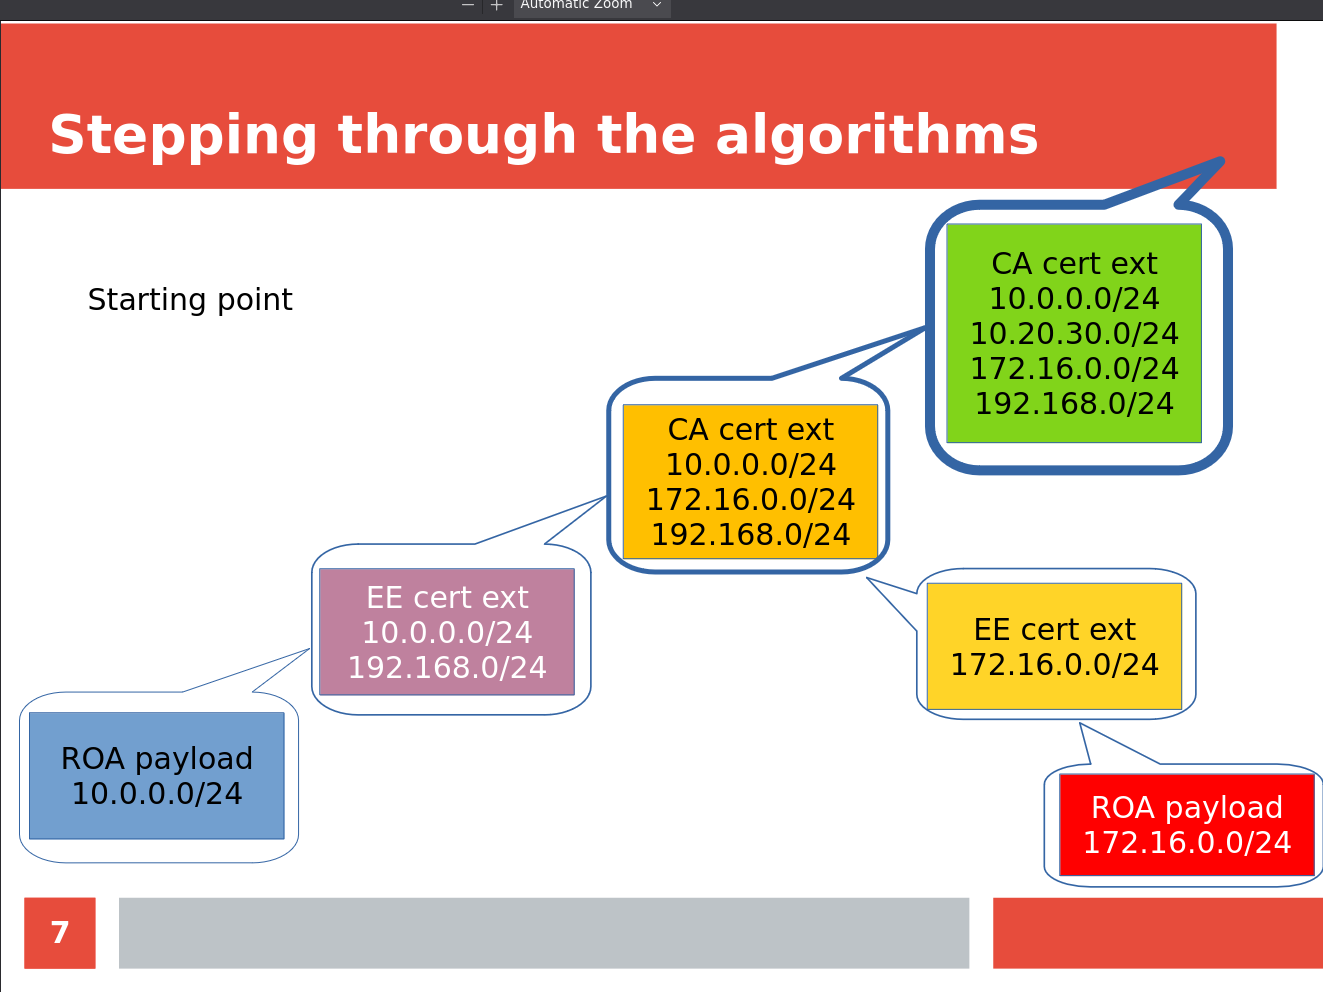 Automatic Zoom
Stepping through the algorithms
Starting point
CA cert ext
10.0.0.0/24
10.20.30.0/24
172.16.0.0/24
192.168.0/24
CA cert ext
10.0.0.0/24
172.16.0.0/24
192.168.0/24
EE cert ext
10.0.0.0/24
192.168.0/24
EE cert ext
172.16.0.0/24
ROA payload
10.0.0.0/24
ROA payload
172.16.0.0/24
7